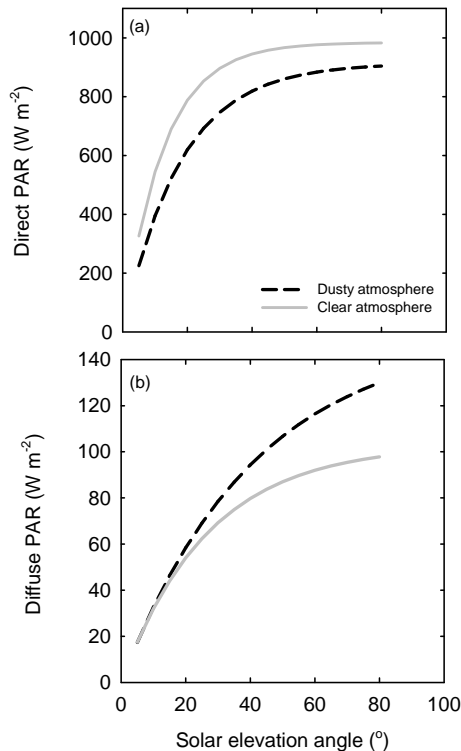 (a)
1000
800
600
400
200
0
Direct PAR (W m-2)
Dusty atmosphere
Clear atmosphere
(b)
140
120
100
80
60
40
20
0
Diffuse PAR (W m-2)
0 20 40 60 80 100
Solar elevation angle (o)